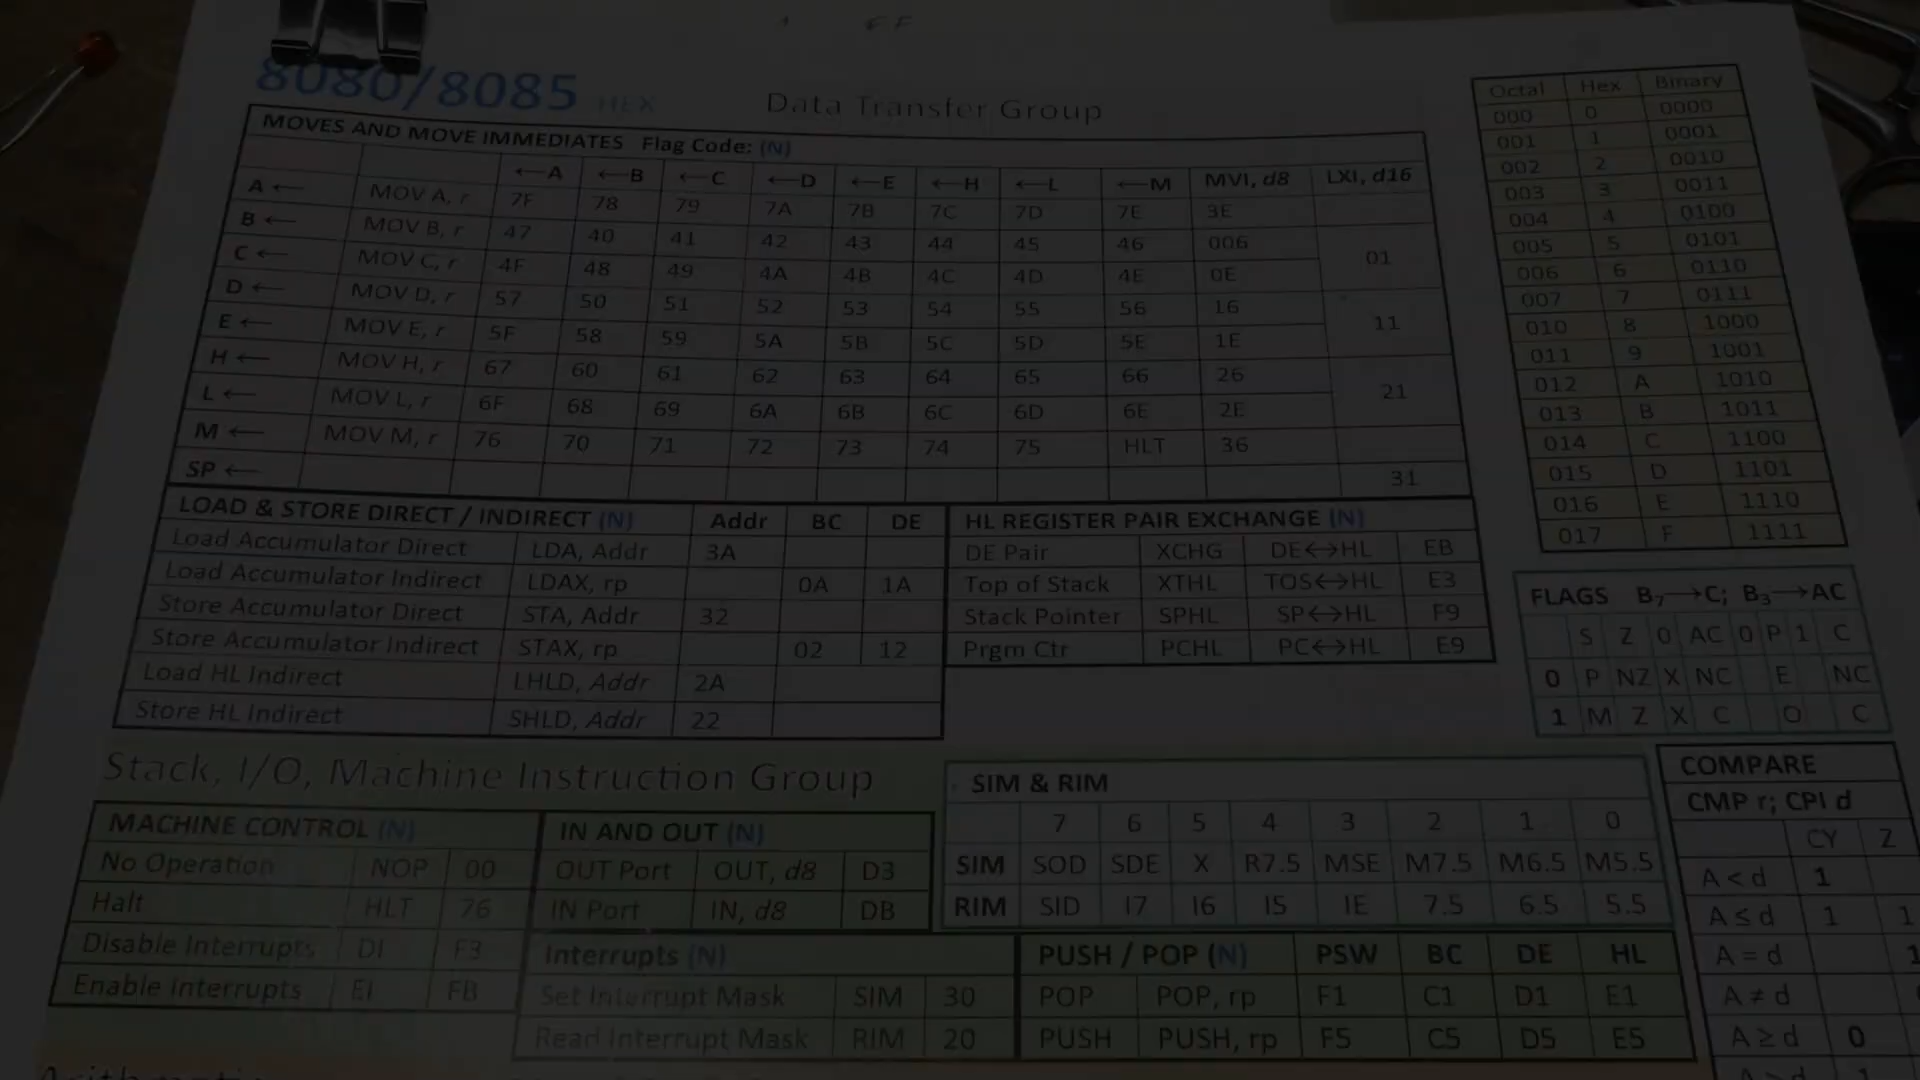 FF
8080/8085 HEX Data Transfer Group
MOVES AND MOVE IMMEDIATES Flag Code: (N)
←A ←B ←C ←D ←E ←H ←L ←M MVI, d8 LXI, d16
A ← MOV A, r 7F 78 79 7A 7B 7C 7D 7E 3E
B ← MOV B, r 47 40 41 42 43 44 45 46 006 01
C ← MOV C, r 4F 48 49 4A 4B 4C 4D 4E 0E
D ← MOV D, r 57 50 51 52 53 54 55 56 16 11
E ← MOV E, r 5F 58 59 5A 5B 5C 5D 5E 1E
H ← MOV H, r 67 60 61 62 63 64 65 66 26 21
L ← MOV L, r 6F 68 69 6A 6B 6C 6D 6E 2E
M ← MOV M, r 76 70 71 72 73 74 75 HLT 36
SP ← 31
LOAD & STORE DIRECT / INDIRECT (N) Addr BC DE
Load Accumulator Direct LDA, Addr 3A
Load Accumulator Indirect LDAX, rp 0A 1A
Store Accumulator Direct STA, Addr 32
Store Accumulator Indirect STAX, rp 02 12
Load HL Indirect LHLD, Addr 2A
Store HL Indirect SHLD, Addr 22
HL REGISTER PAIR EXCHANGE (N)
DE Pair XCHG DE↔HL EB
Top of Stack XTHL TOS↔HL E3
Stack Pointer SPHL SP↔HL F9
Prgm Ctr PCHL PC↔HL E9
Octal Hex Binary
000 0 0000
001 1 0001
002 2 0010
003 3 0011
004 4 0100
005 5 0101
006 6 0110
007 7 0111
010 8 1000
011 9 1001
012 A 1010
013 B 1011
014 C 1100
015 D 1101
016 E 1110
017 F 1111
FLAGS B7→C; B3→AC
S Z 0 AC 0 P 1 C
0 P NZ X NC E NC
1 M Z X C O C
Stack, I/O, Machine Instruction Group
MACHINE CONTROL (N)
No Operation NOP 00
Halt HLT 76
Disable Interrupts DI F3
Enable Interrupts EI FB
IN AND OUT (N)
OUT Port OUT, d8 D3
IN Port IN, d8 DB
Interrupts (N)
Set Interrupt Mask SIM 30
Read Interrupt Mask RIM 20
SIM & RIM
7 6 5 4 3 2 1 0
SIM SOD SDE X R7.5 MSE M7.5 M6.5 M5.5
RIM SID I7 I6 I5 IE 7.5 6.5 5.5
PUSH / POP (N) PSW BC DE HL
POP POP, rp F1 C1 D1 E1
PUSH PUSH, rp F5 C5 D5 E5
COMPARE
CMP r; CPI d
CY Z
A < d 1
A ≤ d 1 1
A = d 1
A ≠ d
A ≥ d 0